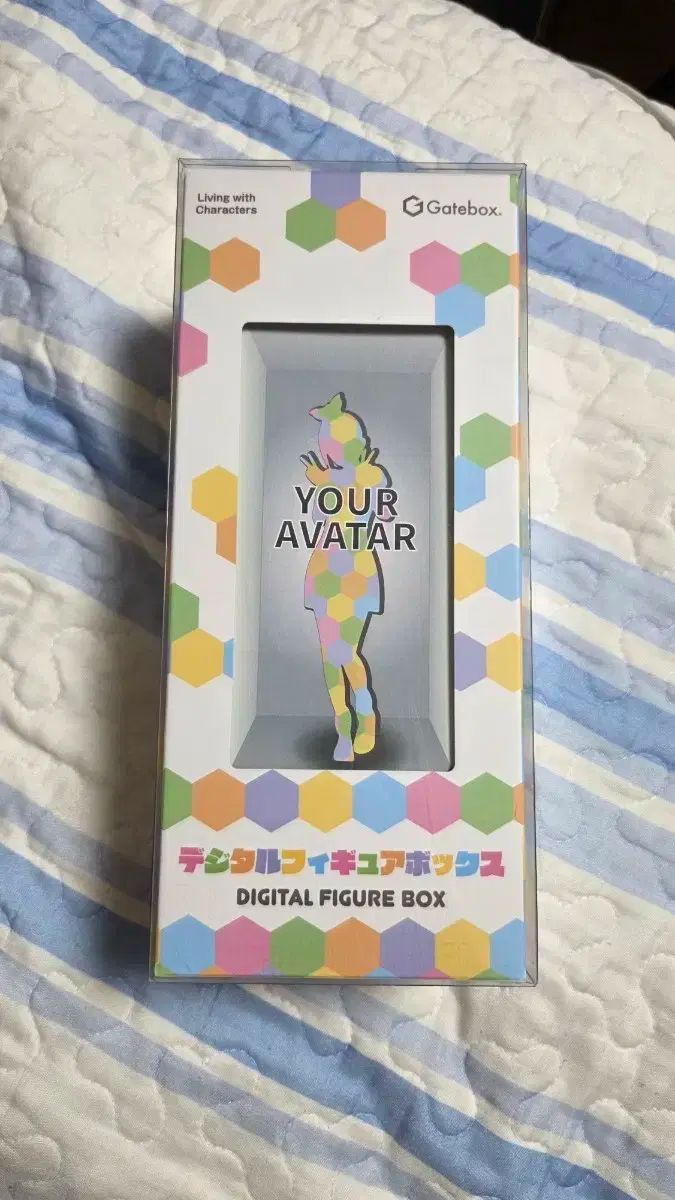 Living with
Characters
Gatebox.
YOUR
AVATAR
デジタルフィギュアボックス
DIGITAL FIGURE BOX